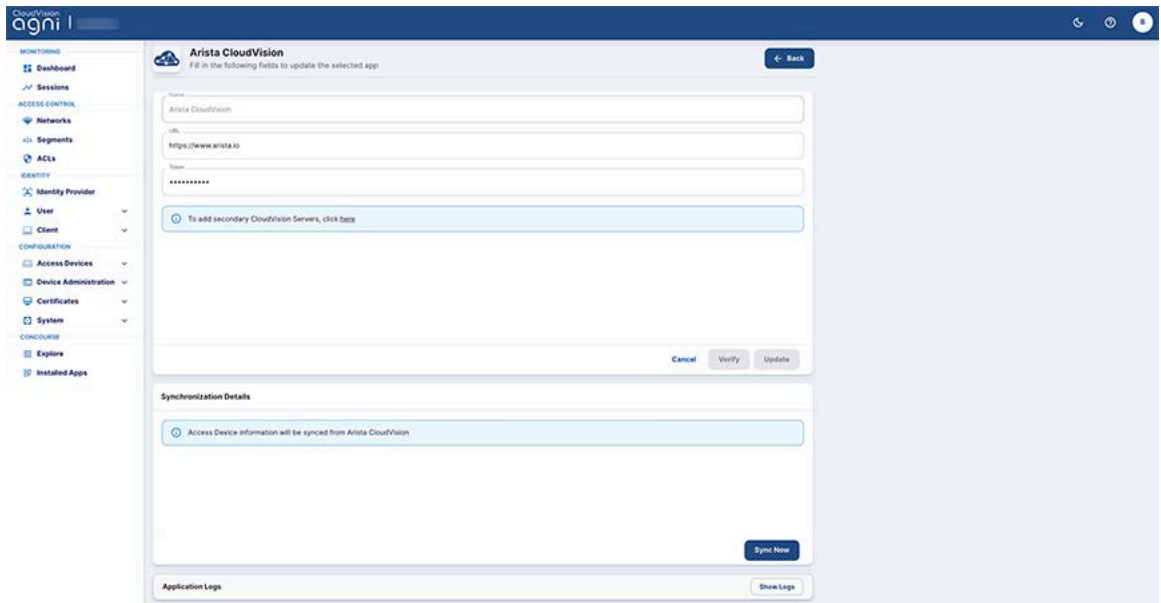 CloudVision
agni
MONITORING
Dashboard
Sessions
ACCESS CONTROL
Networks
Segments
ACLs
IDENTITY
Identity Provider
User
Client
CONFIGURATION
Access Devices
Device Administration
Certificates
System
CONCOURSE
Explore
Installed Apps
Arista CloudVision
Fill in the following fields to update the selected app
← Back
Name
Arista CloudVision
URL
https://www.arista.io
Token
••••••••••
To add secondary CloudVision Servers, click here
Cancel Verify Update
Synchronization Details
Access Device information will be synced from Arista CloudVision
Sync Now
Application Logs
Show Logs